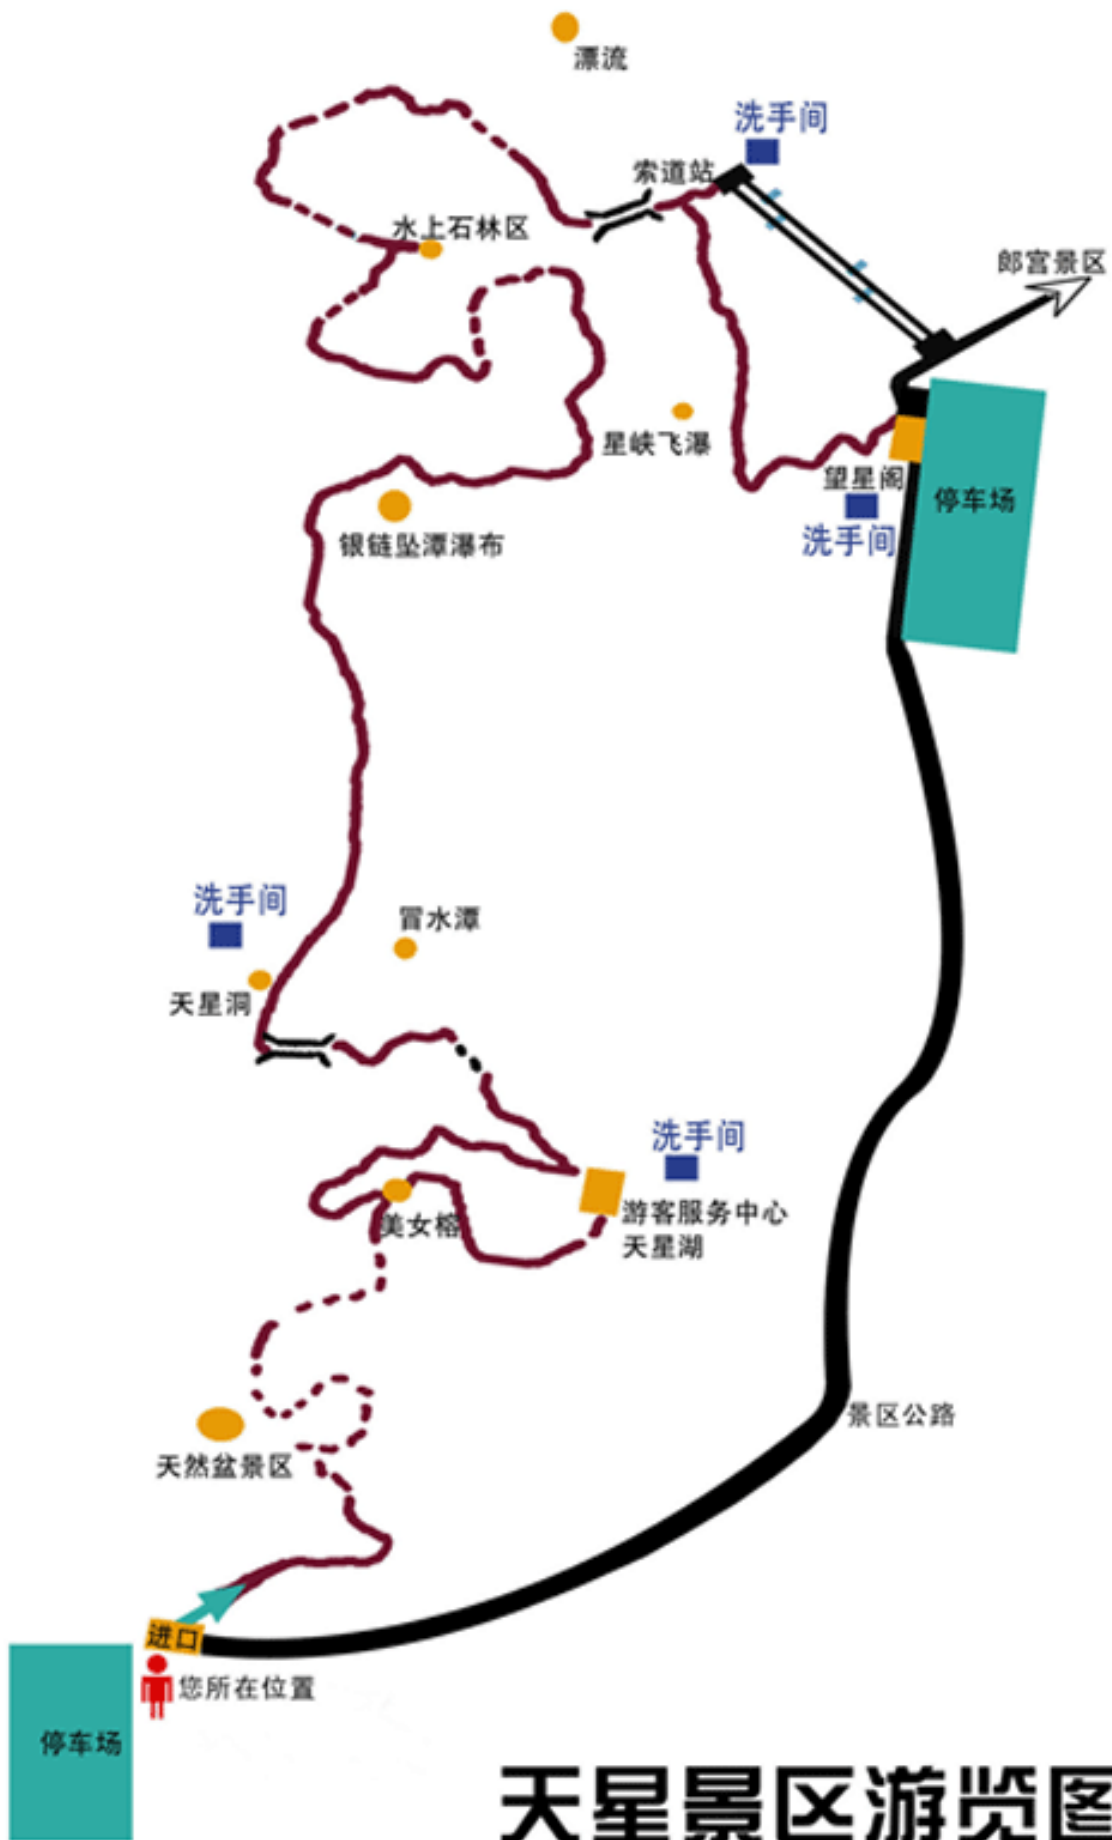 漂流
洗手间
索道站
水上石林区
郎宫景区
星峡飞瀑
望星阁
停车场
洗手间
银链坠潭瀑布
洗手间
冒水潭
天星洞
洗手间
游客服务中心
天星湖
美女榕
景区公路
天然盆景区
进口
您所在位置
停车场
天星景区游览图